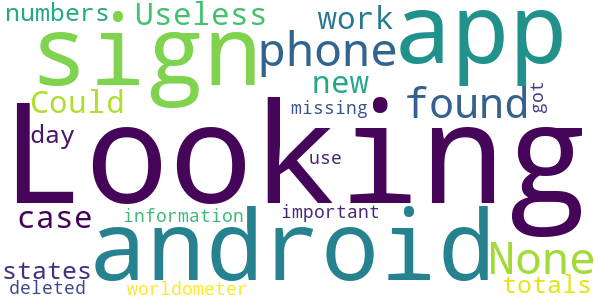 numbers Useless work app
sign phone
Could new found got
day missing
Looking
use
case information important
android None
states totals
deleted worldometer